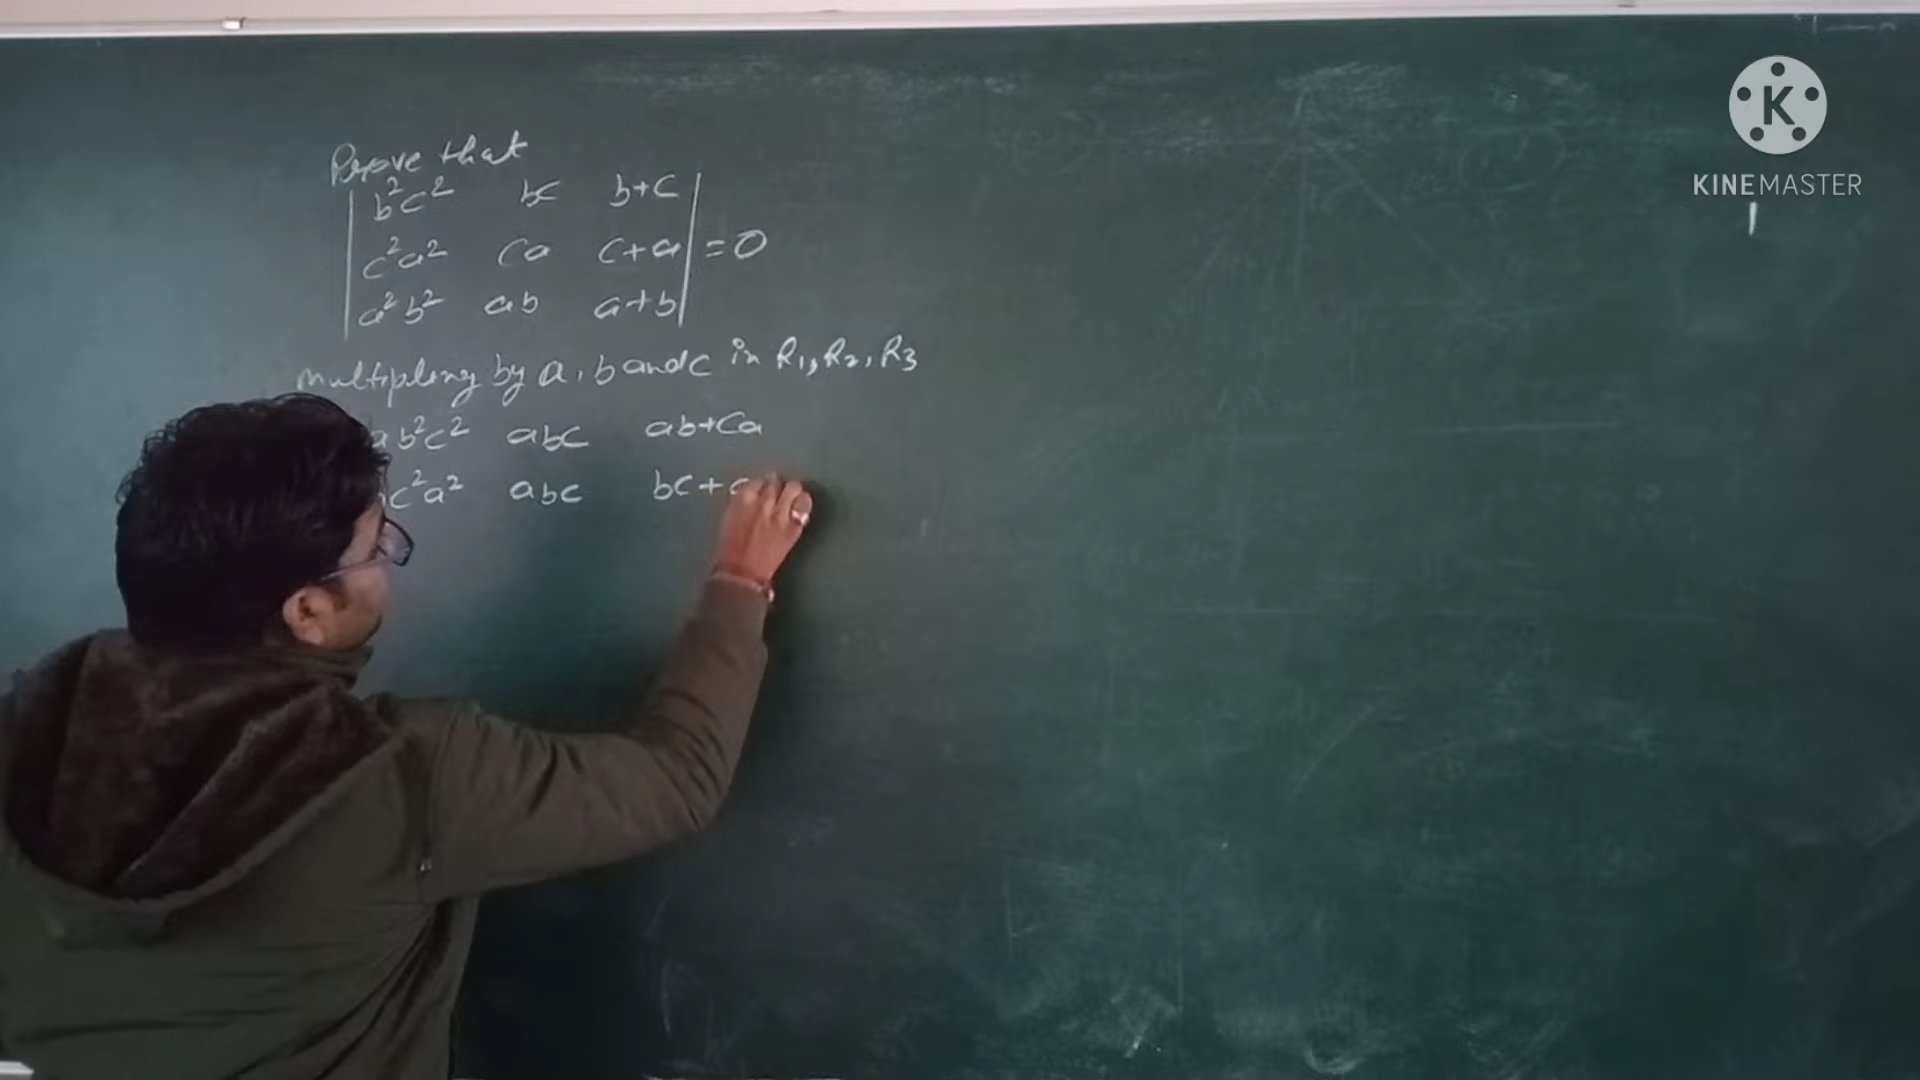 Prove that
b²c² bc b+c
c²a² ca c+a = 0
a²b² ab a+b
Multipling by a, b and c in R₁, R₂, R₃
ab²c² abc ab+ca
c²a² abc bc+
K
KINEMASTER